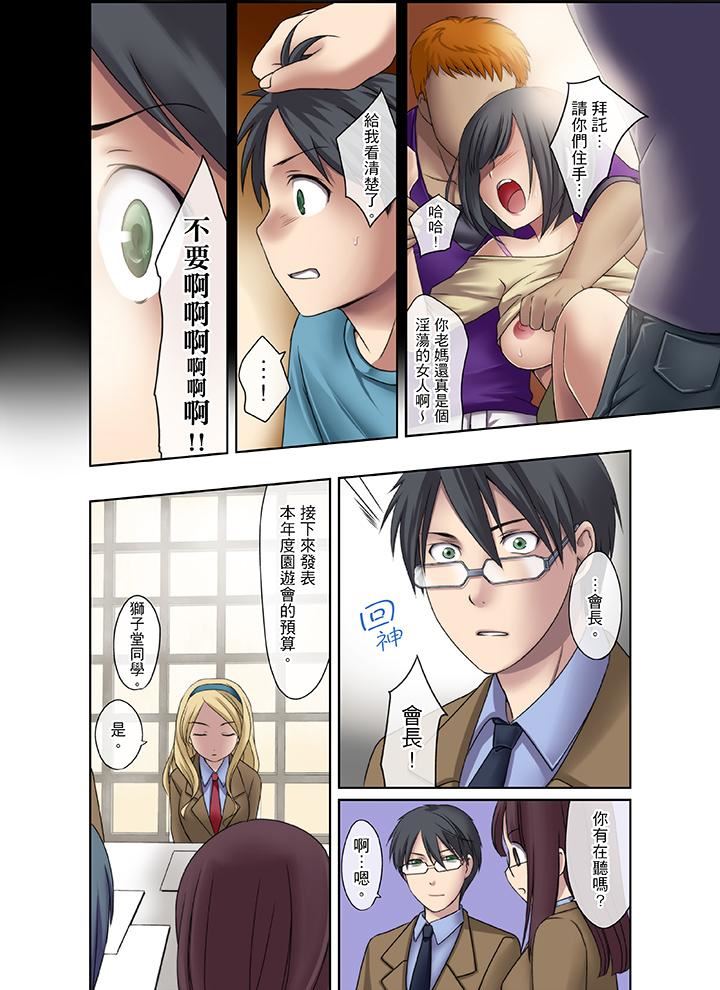 拜託…
請你們住手…
哈哈！
你老媽還真是個
淫蕩的女人啊～
給我看清楚了。
…！
不要啊啊啊啊啊啊!!
…會長。
回神
會長！
你有在聽嗎？
啊…嗯。
接下來發表
本年度園遊會的預算。
獅子堂同學。
是。